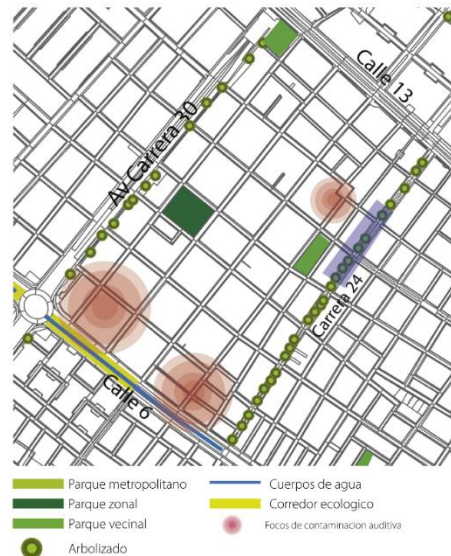 Calle 13
Av Carrera 30
Carrera 24
Calle 6
Parque metropolitano
Parque zonal
Parque vecinal
Arbolizado
Cuerpos de agua
Corredor ecologico
Focos de contaminacion auditiva